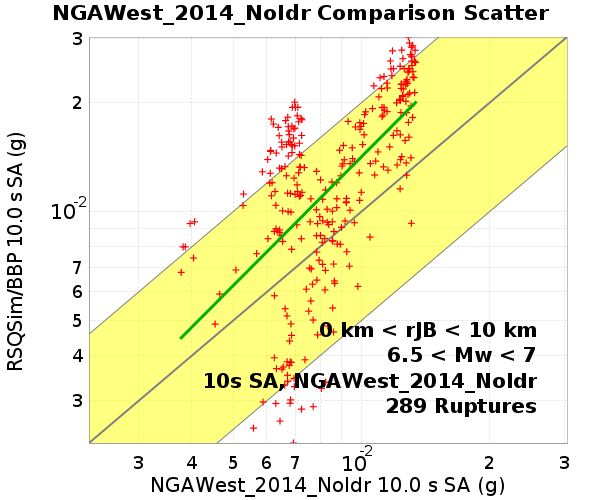 NGAWest_2014_NoIdr Comparison Scatter
RSQSim/BBP 10.0 s SA (g)
3
2
10-2
7
6
5
4
3
0 km < rJB < 10 km
6.5 < Mw < 7
10s SA, NGAWest_2014_NoIdr
289 Ruptures
3 4 5 6 7 10-2 2 3
NGAWest_2014_NoIdr 10.0 s SA (g)